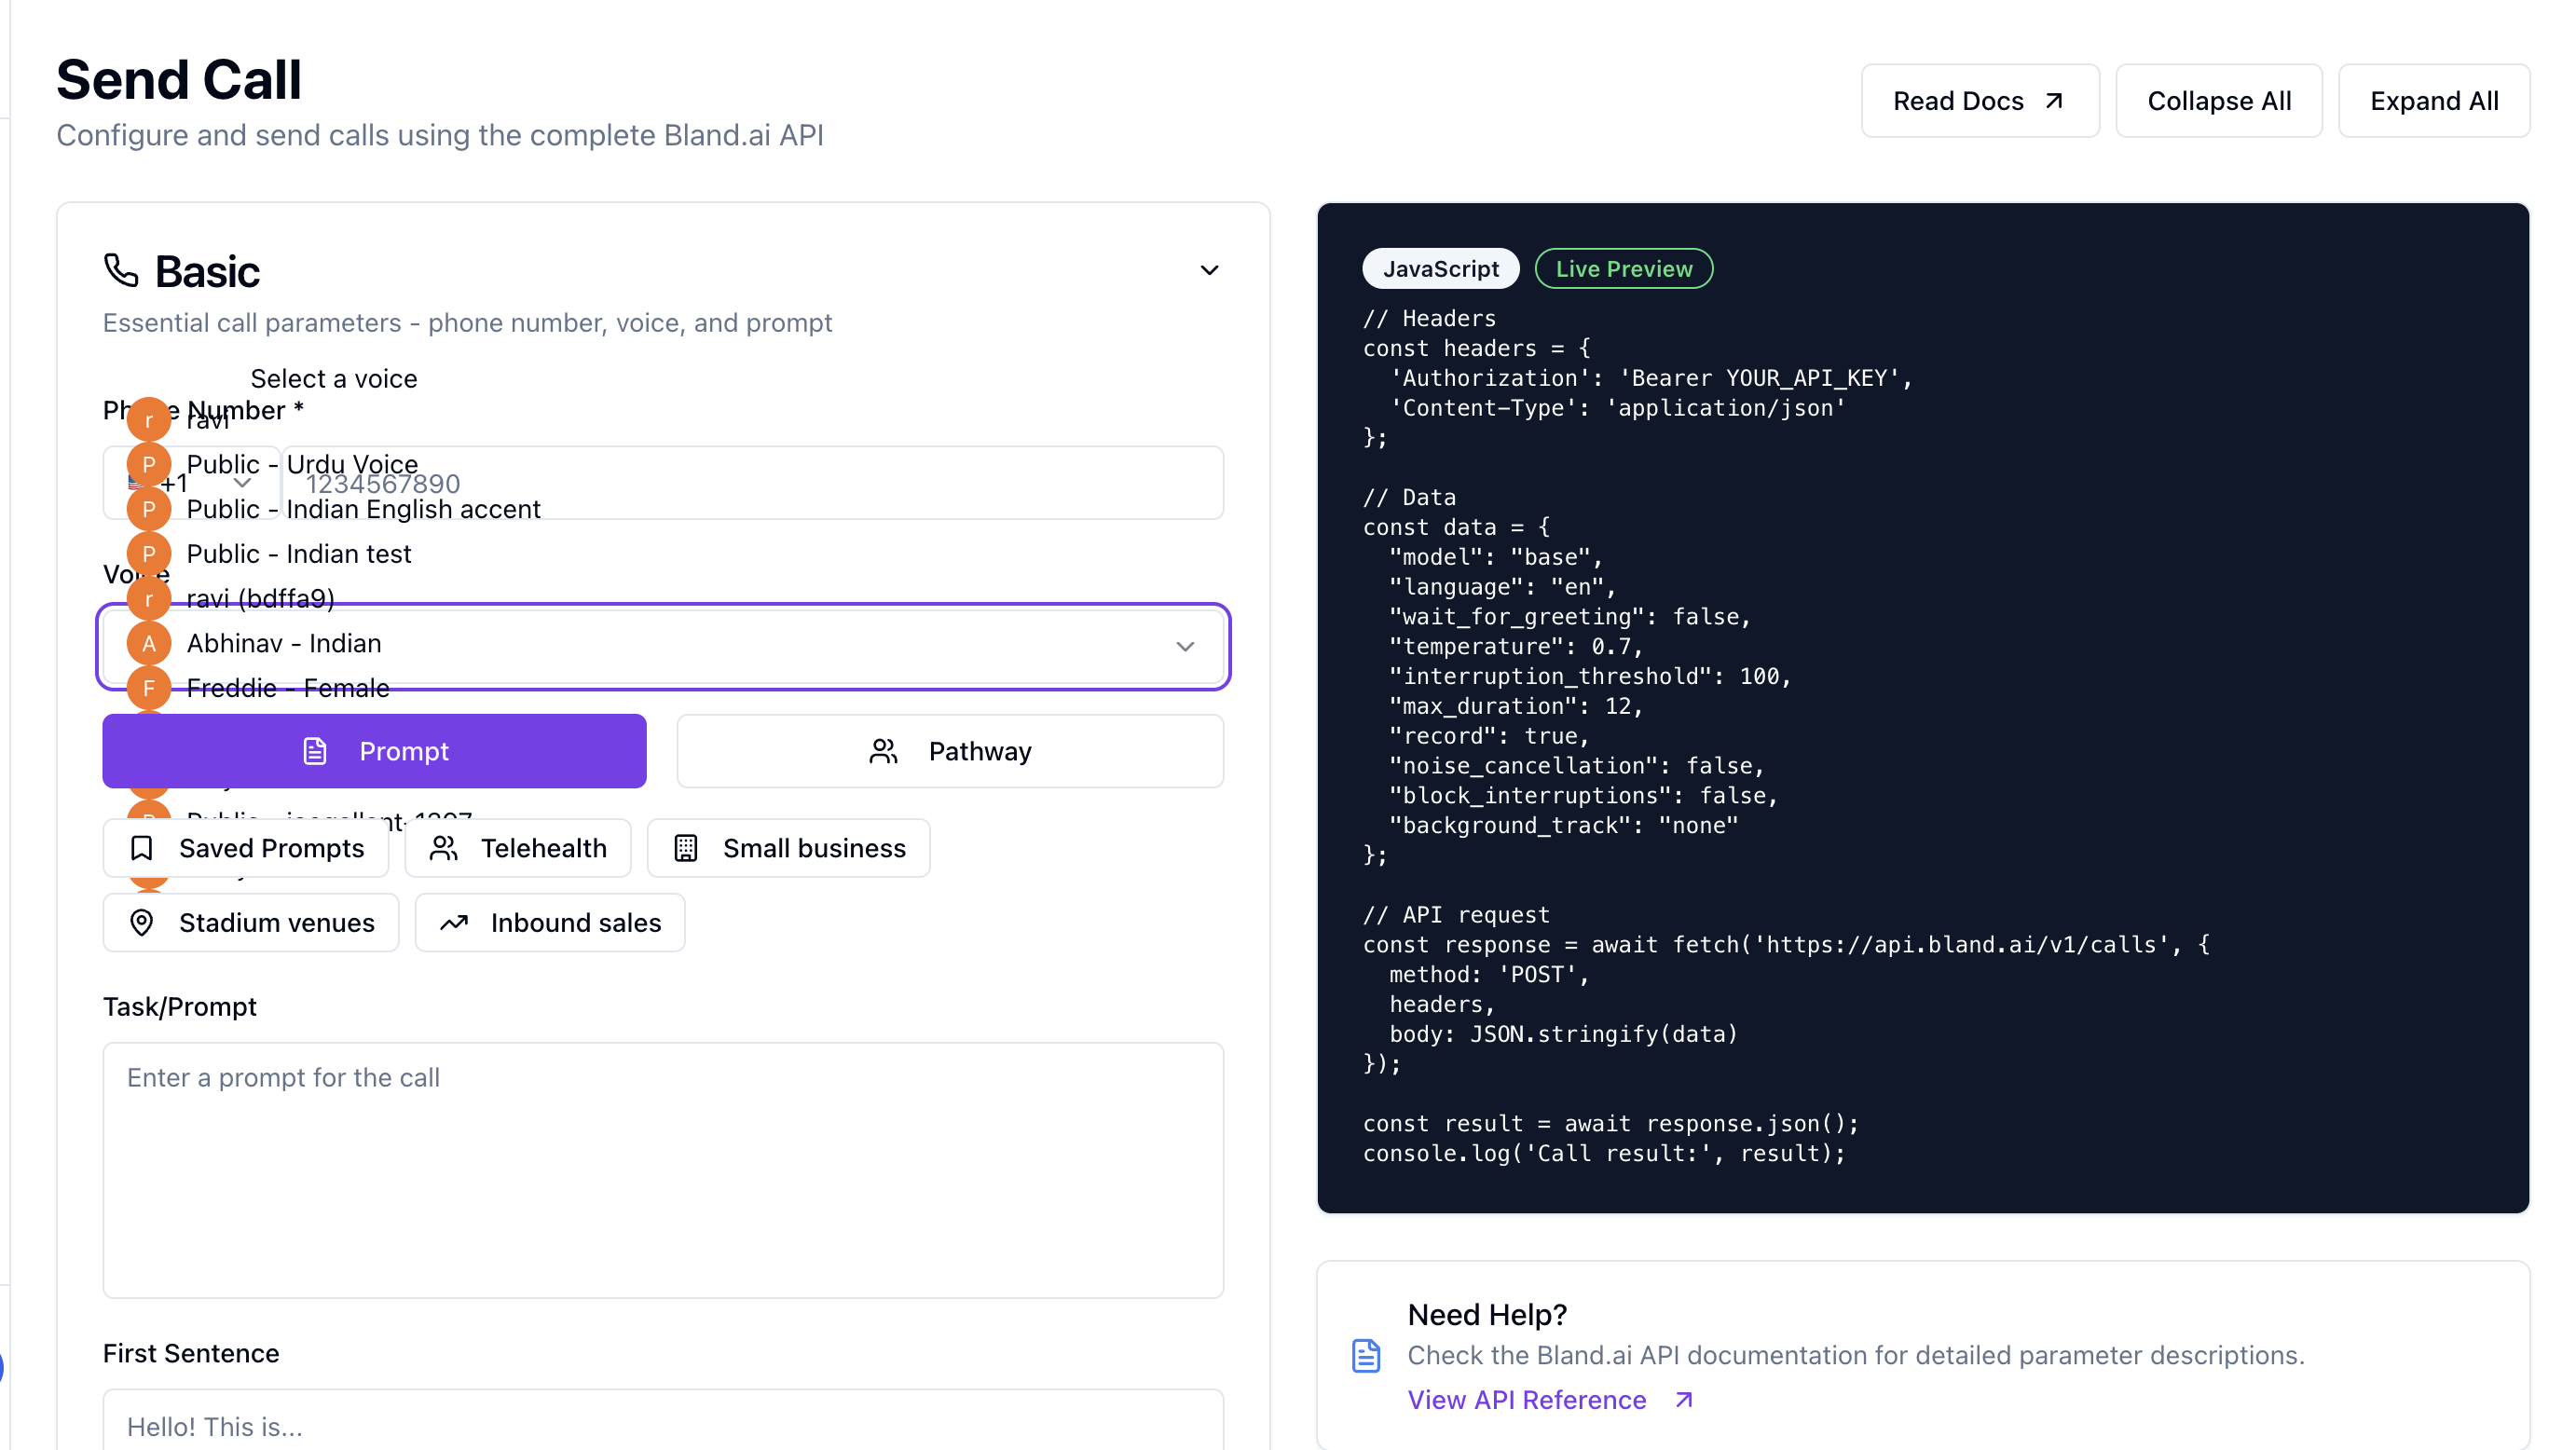 Send Call
Configure and send calls using the complete Bland.ai API
Read Docs
Collapse All
Expand All
Basic
Essential call parameters - phone number, voice, and prompt
Select a voice
Number *
r ravi
P Public - Urdu Voice
+1
1234567890
P Public - Indian English accent
P Public - Indian test
r ravi (bdffa9)
A Abhinav - Indian
F Freddie - Female
Prompt
Pathway
Saved Prompts
Telehealth
Small business
Stadium venues
Inbound sales
Task/Prompt
Enter a prompt for the call
First Sentence
Hello! This is...
JavaScript
Live Preview
// Headers
const headers = {
'Authorization': 'Bearer YOUR_API_KEY',
'Content-Type': 'application/json'
};
// Data
const data = {
"model": "base",
"language": "en",
"wait_for_greeting": false,
"temperature": 0.7,
"interruption_threshold": 100,
"max_duration": 12,
"record": true,
"noise_cancellation": false,
"block_interruptions": false,
"background_track": "none"
};
// API request
const response = await fetch('https://api.bland.ai/v1/calls', {
method: 'POST',
headers,
body: JSON.stringify(data)
});
const result = await response.json();
console.log('Call result:', result);
Need Help?
Check the Bland.ai API documentation for detailed parameter descriptions.
View API Reference